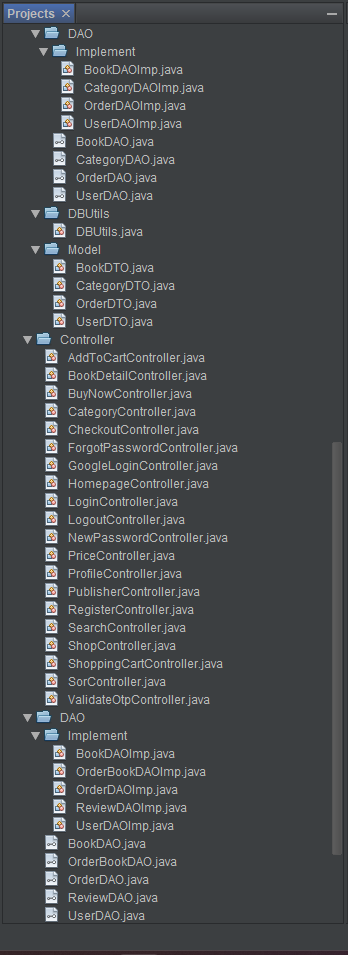 Projects
DAO
Implement
BookDAOImp.java
CategoryDAOImp.java
OrderDAOImp.java
UserDAOImp.java
BookDAO.java
CategoryDAO.java
OrderDAO.java
UserDAO.java
DBUtils
DBUtils.java
Model
BookDTO.java
CategoryDTO.java
OrderDTO.java
UserDTO.java
Controller
AddToCartController.java
BookDetailController.java
BuyNowController.java
CategoryController.java
CheckoutController.java
ForgotPasswordController.java
GoogleLoginController.java
HomepageController.java
LoginController.java
LogoutController.java
NewPasswordController.java
PriceController.java
ProfileController.java
PublisherController.java
RegisterController.java
SearchController.java
ShopController.java
ShoppingCartController.java
SorController.java
ValidateOtpController.java
DAO
Implement
BookDAOImp.java
OrderBookDAOImp.java
OrderDAOImp.java
ReviewDAOImp.java
UserDAOImp.java
BookDAO.java
OrderBookDAO.java
OrderDAO.java
ReviewDAO.java
UserDAO.java